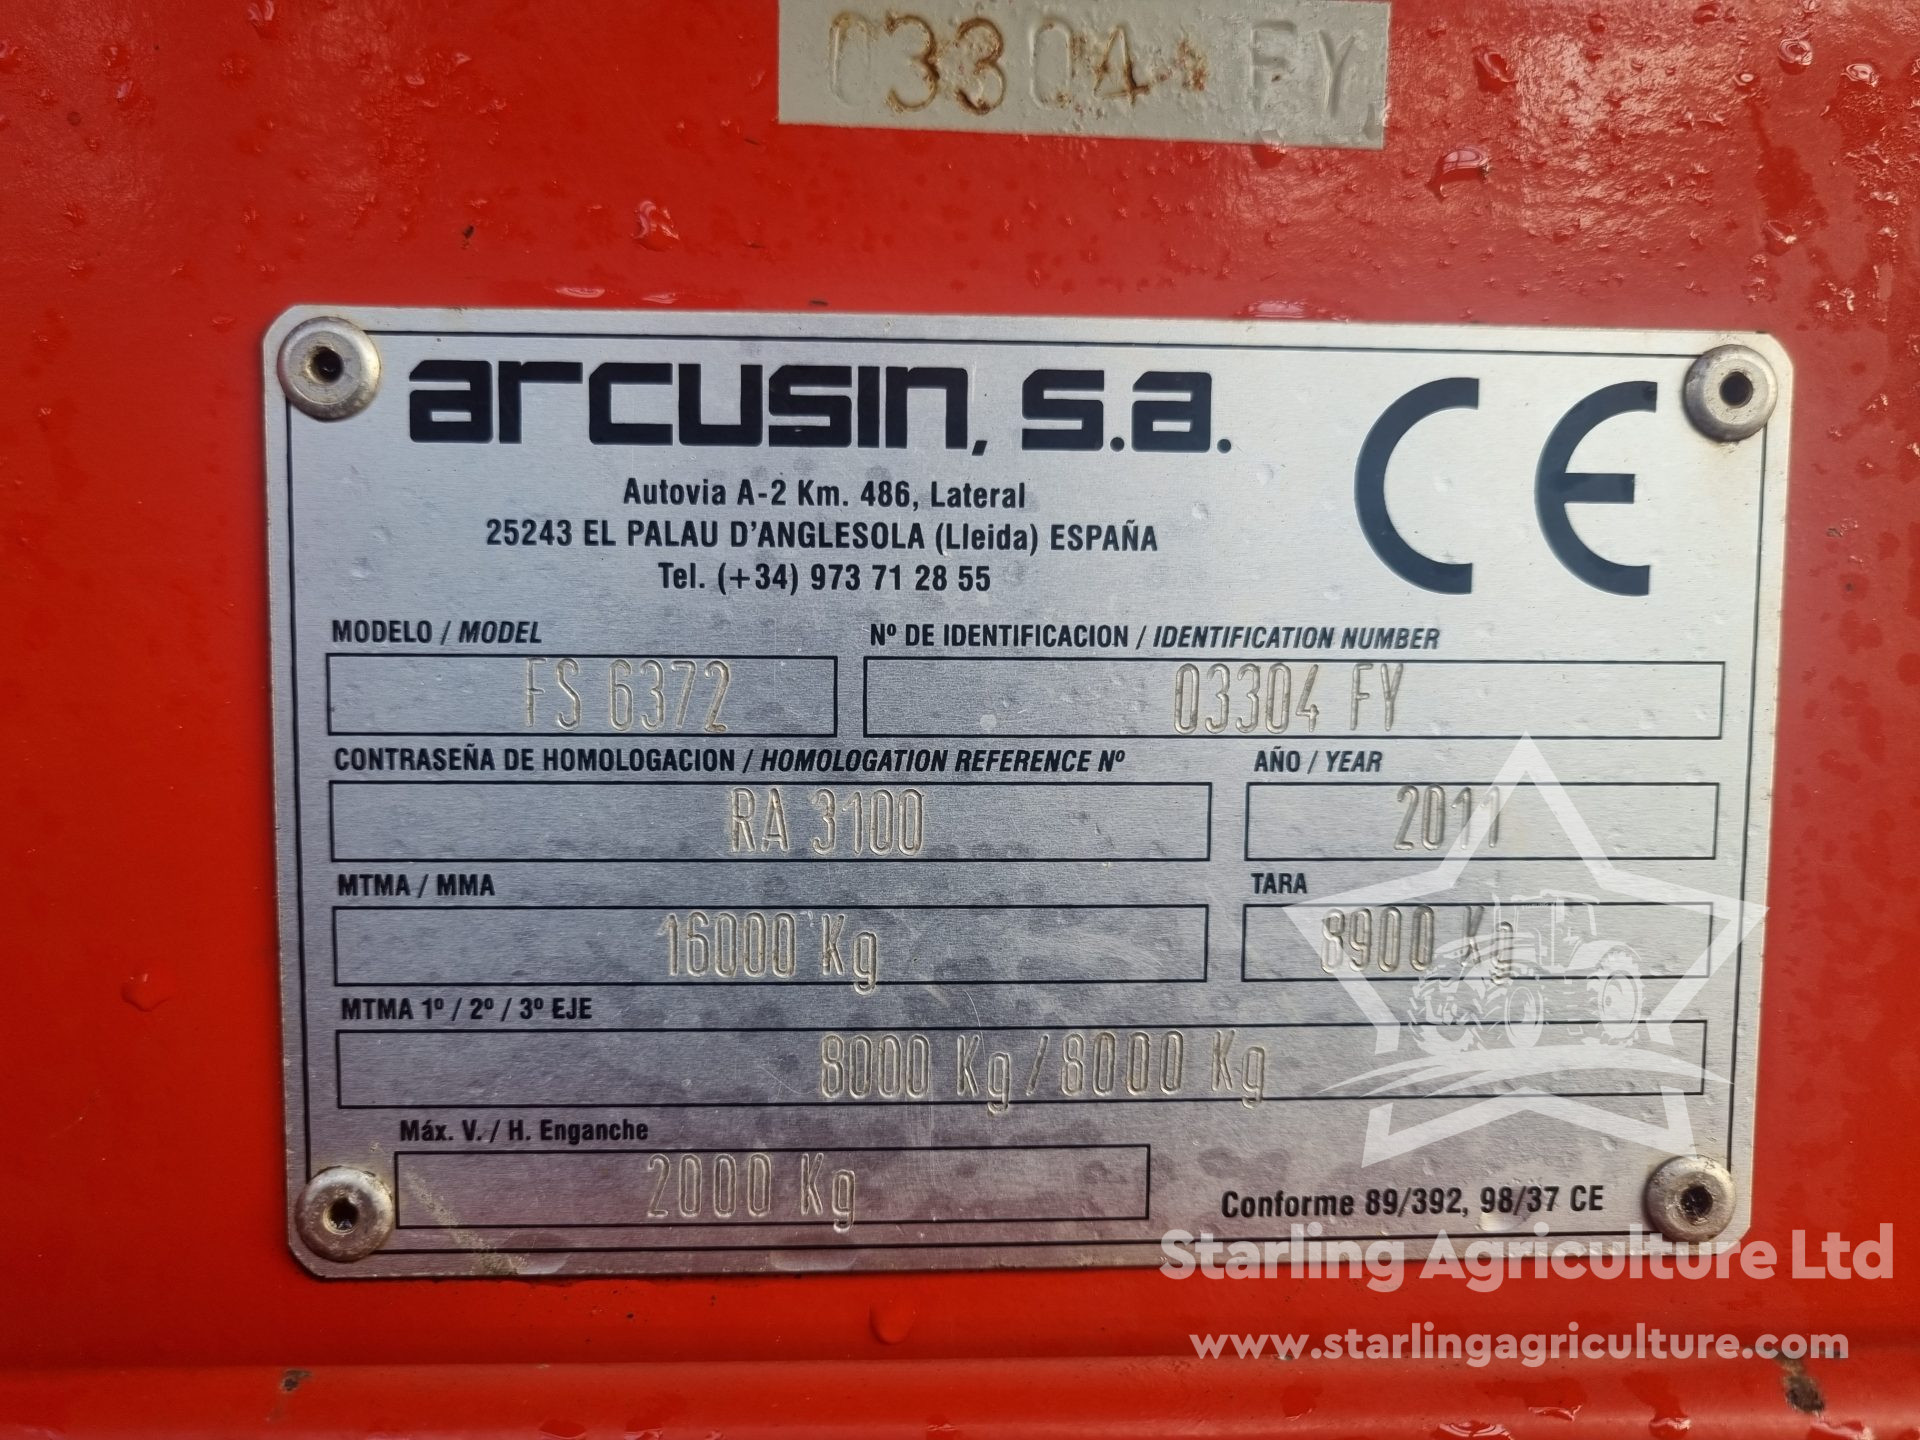 03304 FY
arcusin, s.a.
CE
Autovia A-2 Km. 486, Lateral
25243 EL PALAU D'ANGLESOLA (Lleida) ESPAÑA
Tel. (+34) 973 71 28 55
MODELO / MODEL
Nº DE IDENTIFICACION / IDENTIFICATION NUMBER
FS 6372
03304 FY
CONTRASEÑA DE HOMOLOGACION / HOMOLOGATION REFERENCE Nº
AÑO / YEAR
RA 3100
2011
MTMA / MMA
TARA
16000 Kg
8900 Kg
MTMA 1º / 2º / 3º EJE
8000 Kg / 8000 Kg
Máx. V. / H. Enganche
2000 Kg
Conforme 89/392, 98/37 CE
Starling Agriculture Ltd
www.starlingagriculture.com